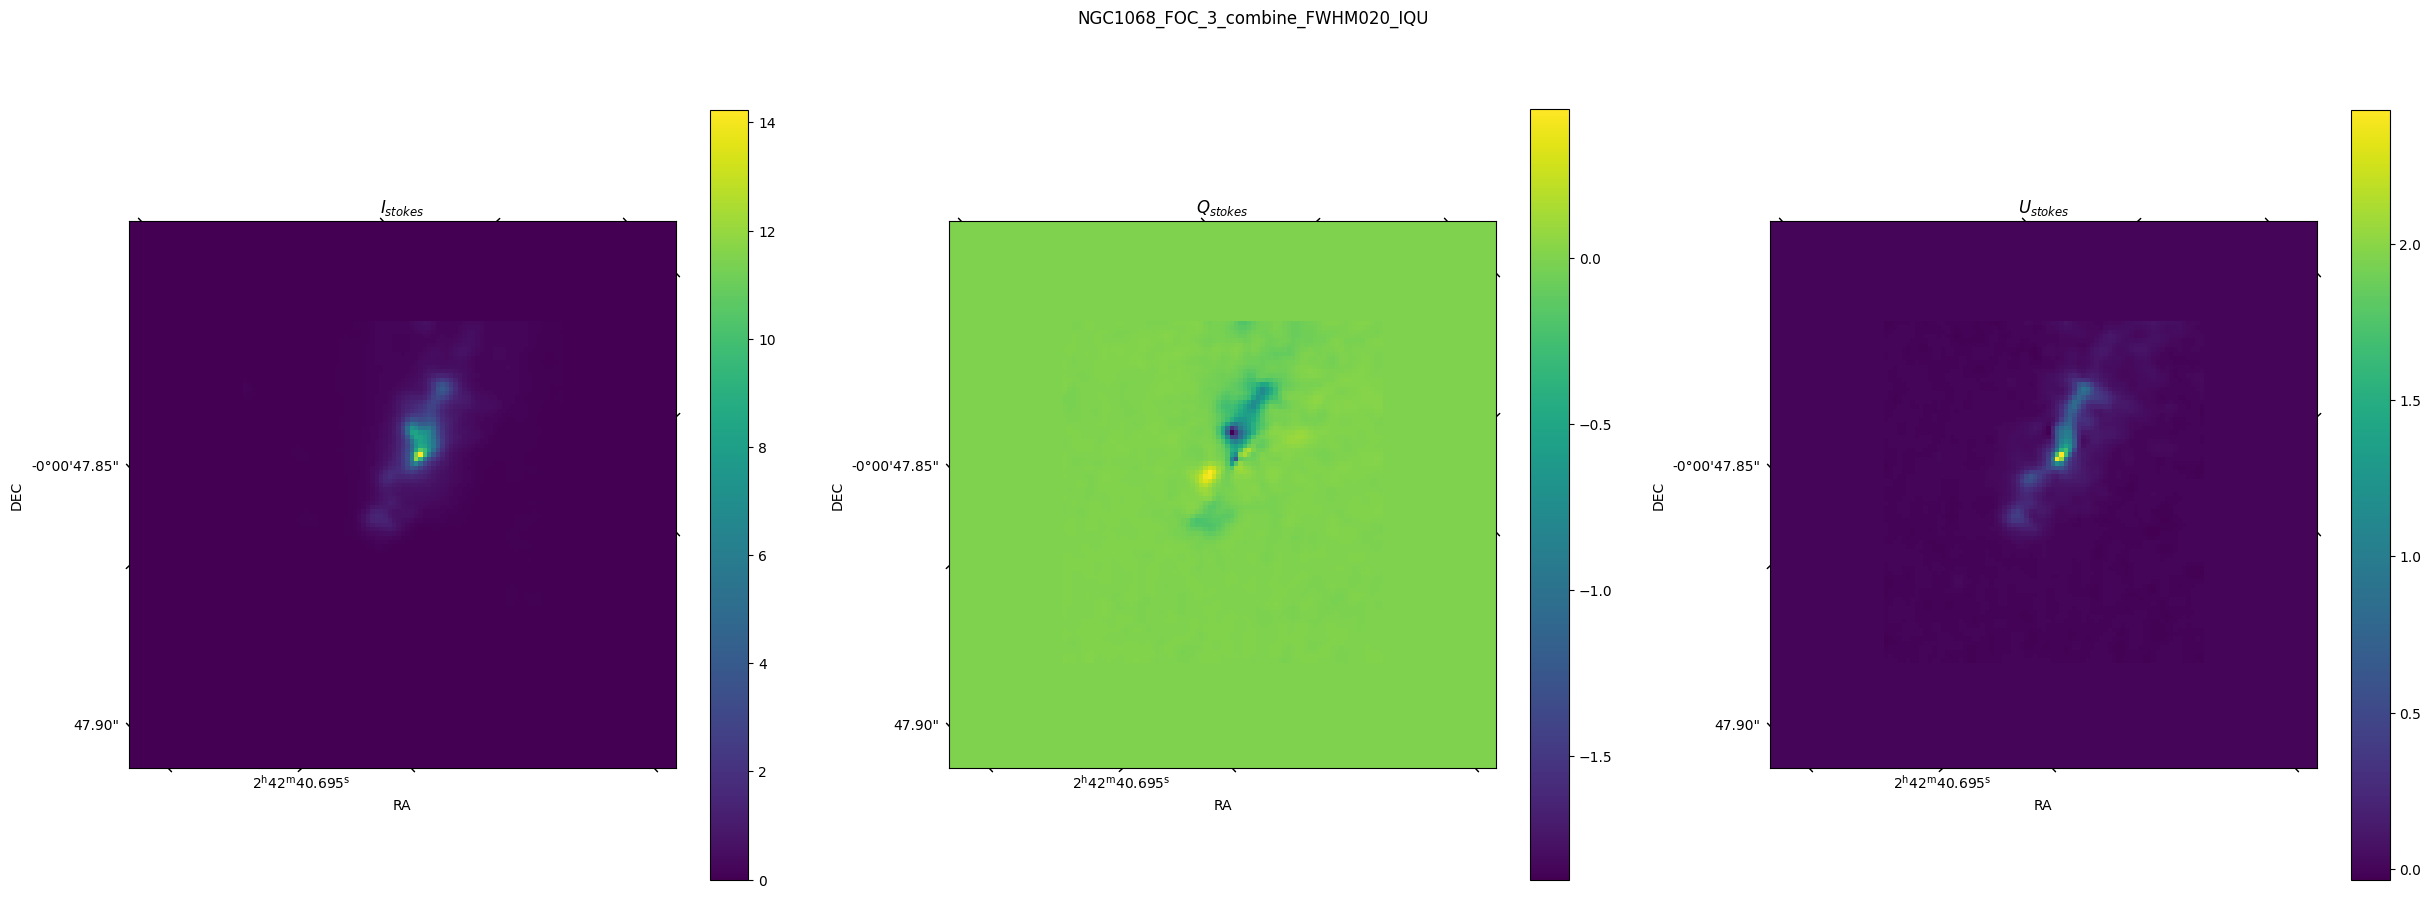 NGC1068_FOC_3_combine_FWHM020_IQU
I_stokes
14
12
10
8
6
4
2
0
-0°00'47.85"
47.90"
DEC
2ʰ42ᵐ40.695ˢ
RA
Q_stokes
0.0
−0.5
−1.0
−1.5
-0°00'47.85"
47.90"
DEC
2ʰ42ᵐ40.695ˢ
RA
U_stokes
2.0
1.5
1.0
0.5
0.0
-0°00'47.85"
47.90"
DEC
2ʰ42ᵐ40.695ˢ
RA